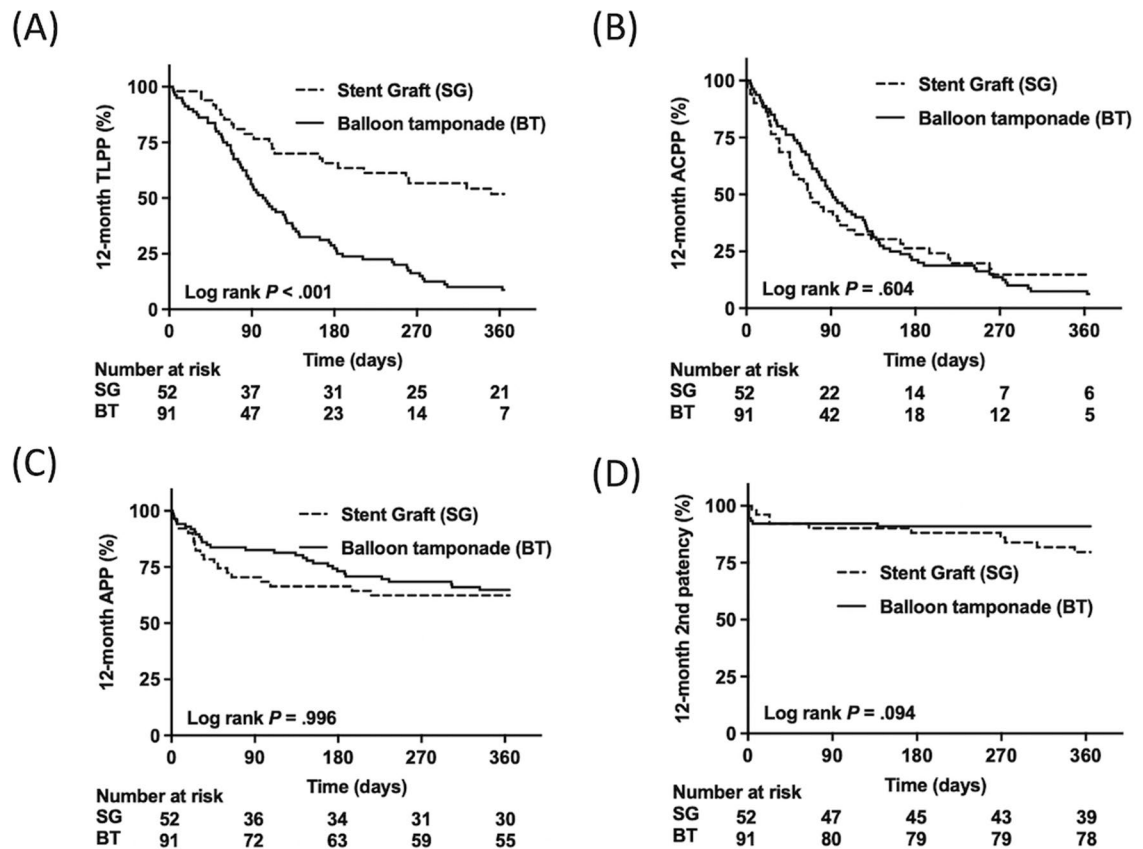 (A)
12-month TLPP (%)
100
75
50
25
0
Stent Graft (SG)
Balloon tamponade (BT)
Log rank P < .001
0 90 180 270 360
Time (days)
Number at risk
SG 52 37 31 25 21
BT 91 47 23 14 7
(B)
12-month ACPP (%)
100
75
50
25
0
Stent Graft (SG)
Balloon tamponade (BT)
Log rank P = .604
0 90 180 270 360
Time (days)
Number at risk
SG 52 22 14 7 6
BT 91 42 18 12 5
(C)
12-month APP (%)
100
75
50
25
0
Stent Graft (SG)
Balloon tamponade (BT)
Log rank P = .996
0 90 180 270 360
Time (days)
Number at risk
SG 52 36 34 31 30
BT 91 72 63 59 55
(D)
12-month 2nd patency (%)
100
75
50
25
0
Stent Graft (SG)
Balloon tamponade (BT)
Log rank P = .094
0 90 180 270 360
Time (days)
Number at risk
SG 52 47 45 43 39
BT 91 80 79 79 78